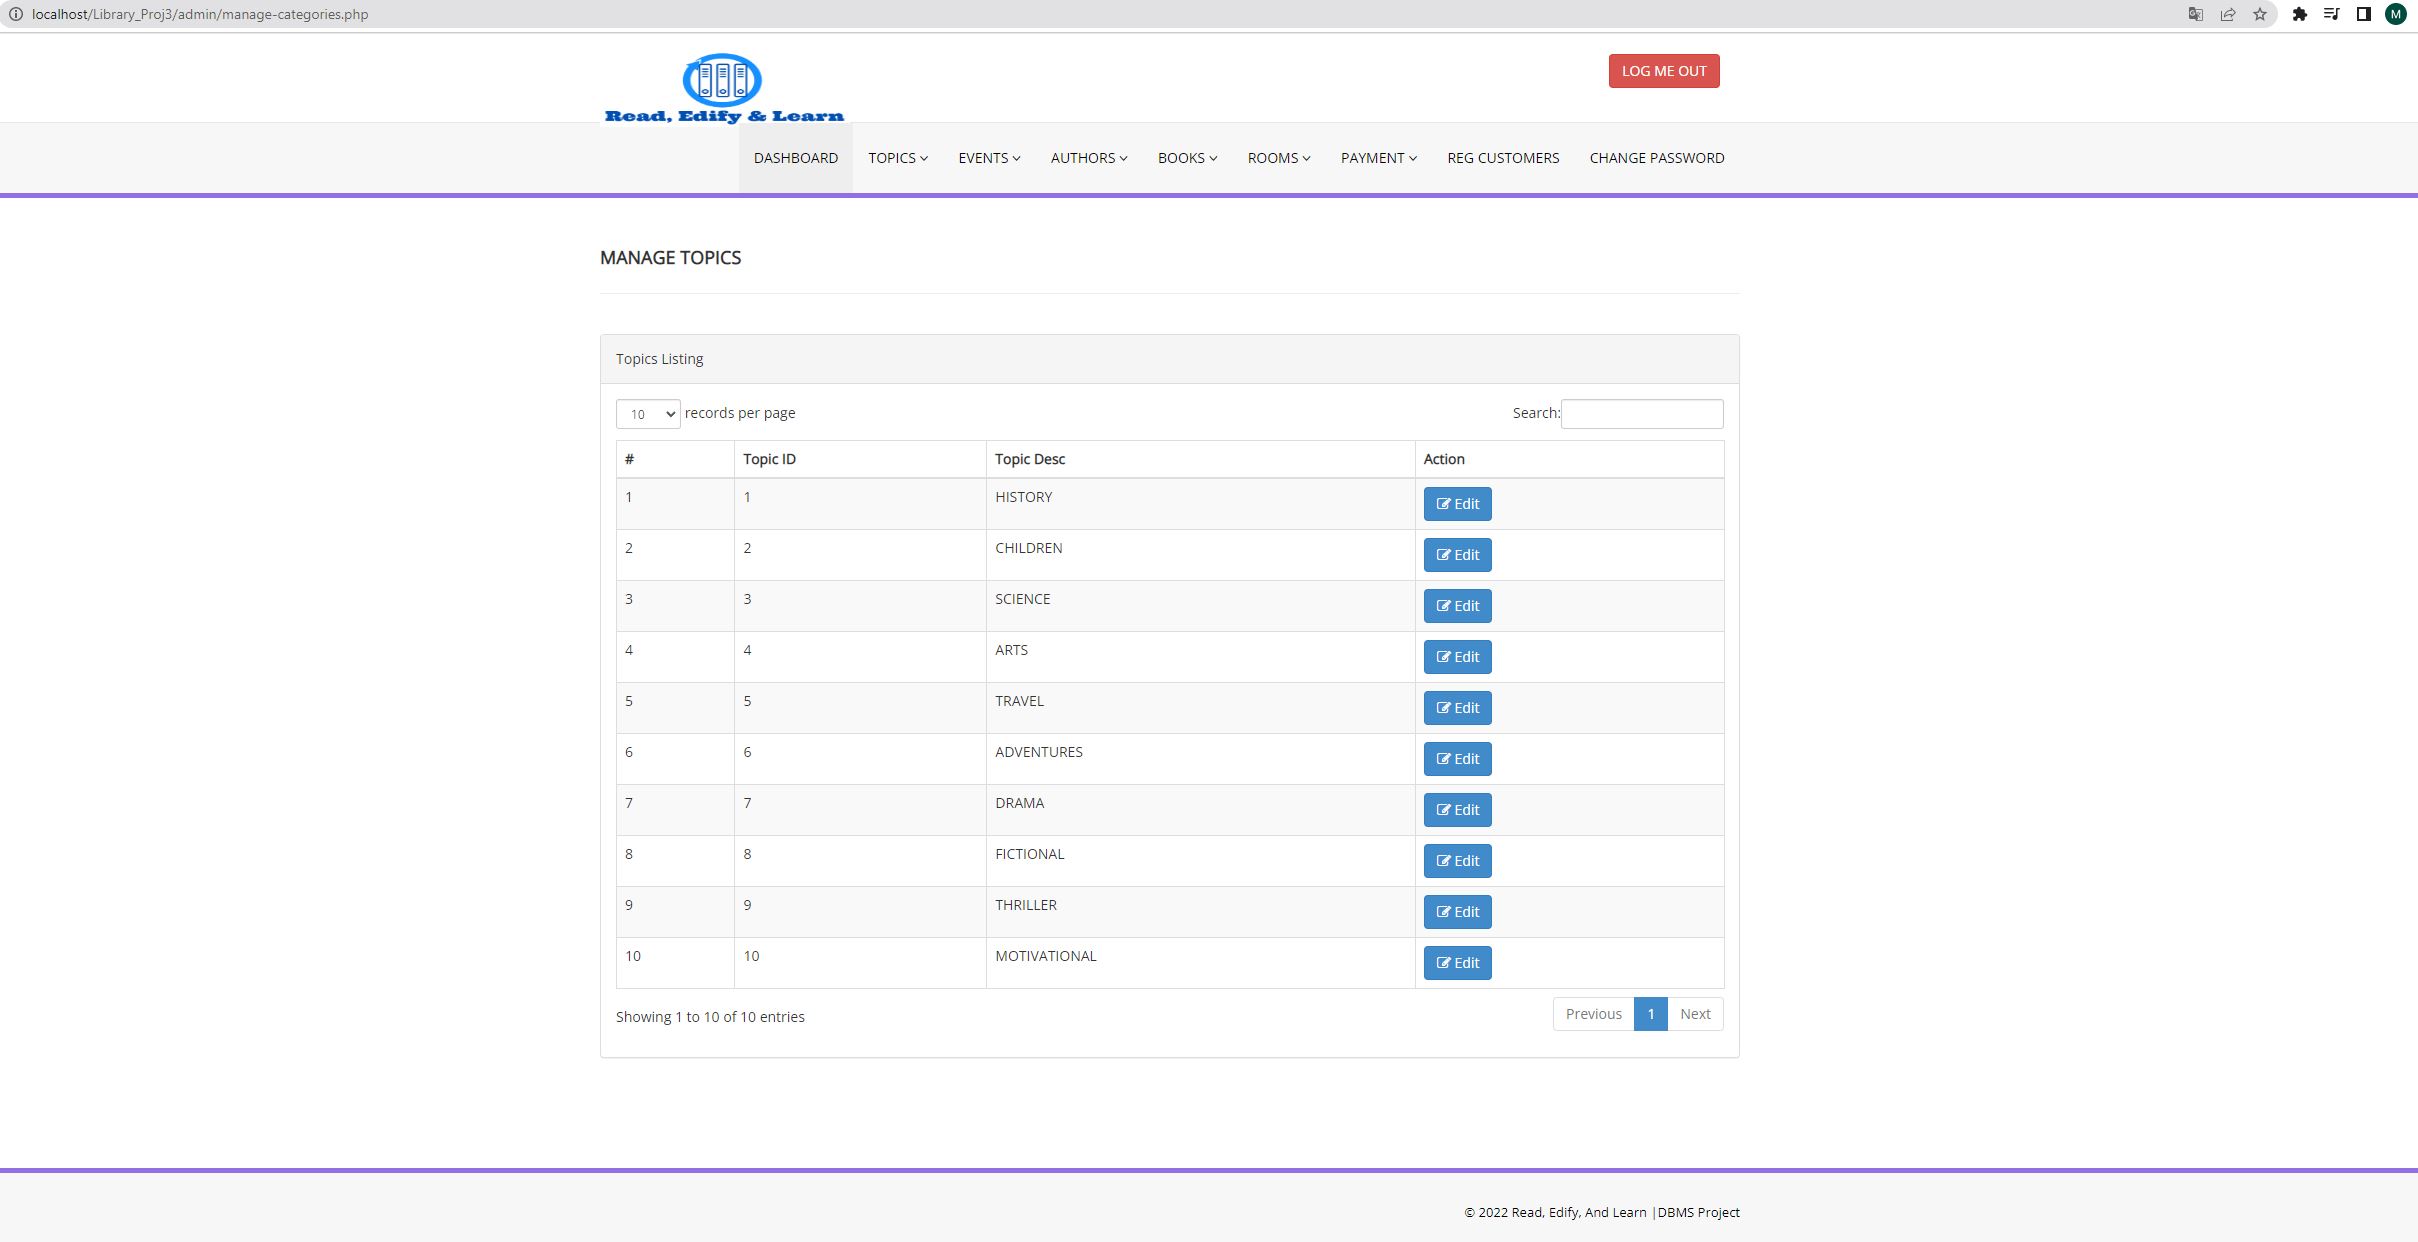 localhost/Library_Proj3/admin/manage-categories.php
M
Read, Edify & Learn
LOG ME OUT
DASHBOARD TOPICS EVENTS AUTHORS BOOKS ROOMS PAYMENT REG CUSTOMERS CHANGE PASSWORD
MANAGE TOPICS
Topics Listing
10 records per page Search:
# Topic ID Topic Desc Action
1 1 HISTORY Edit
2 2 CHILDREN Edit
3 3 SCIENCE Edit
4 4 ARTS Edit
5 5 TRAVEL Edit
6 6 ADVENTURES Edit
7 7 DRAMA Edit
8 8 FICTIONAL Edit
9 9 THRILLER Edit
10 10 MOTIVATIONAL Edit
Showing 1 to 10 of 10 entries Previous 1 Next
© 2022 Read, Edify, And Learn |DBMS Project